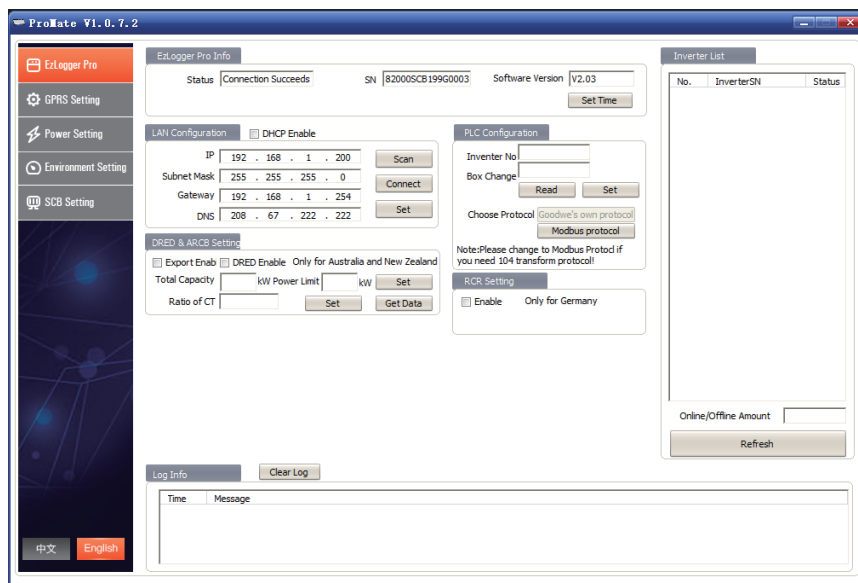 ProMate V1.0.7.2
EzLogger Pro
GPRS Setting
Power Setting
Environment Setting
SCB Setting
中文
English
EzLogger Pro Info
Status Connection Succeeds SN 82000SCB199G0003 Software Version V2.03
Set Time
LAN Configuration DHCP Enable
IP 192 . 168 . 1 . 200 Scan
Subnet Mask 255 . 255 . 255 . 0 Connect
Gateway 192 . 168 . 1 . 254
DNS 208 . 67 . 222 . 222 Set
DRED & ARCB Setting
Export Enab DRED Enable Only for Australia and New Zealand
Total Capacity kW Power Limit kW Set
Ratio of CT Set Get Data
PLC Configuration
Inventer No
Box Change
Read Set
Choose Protocol Goodwe's own protocol
Modbus protocol
Note:Please change to Modbus Protocl if
you need 104 transform protocol!
RCR Setting
Enable Only for Germany
Inverter List
No. InverterSN Status
Online/Offline Amount
Refresh
Log Info Clear Log
Time Message